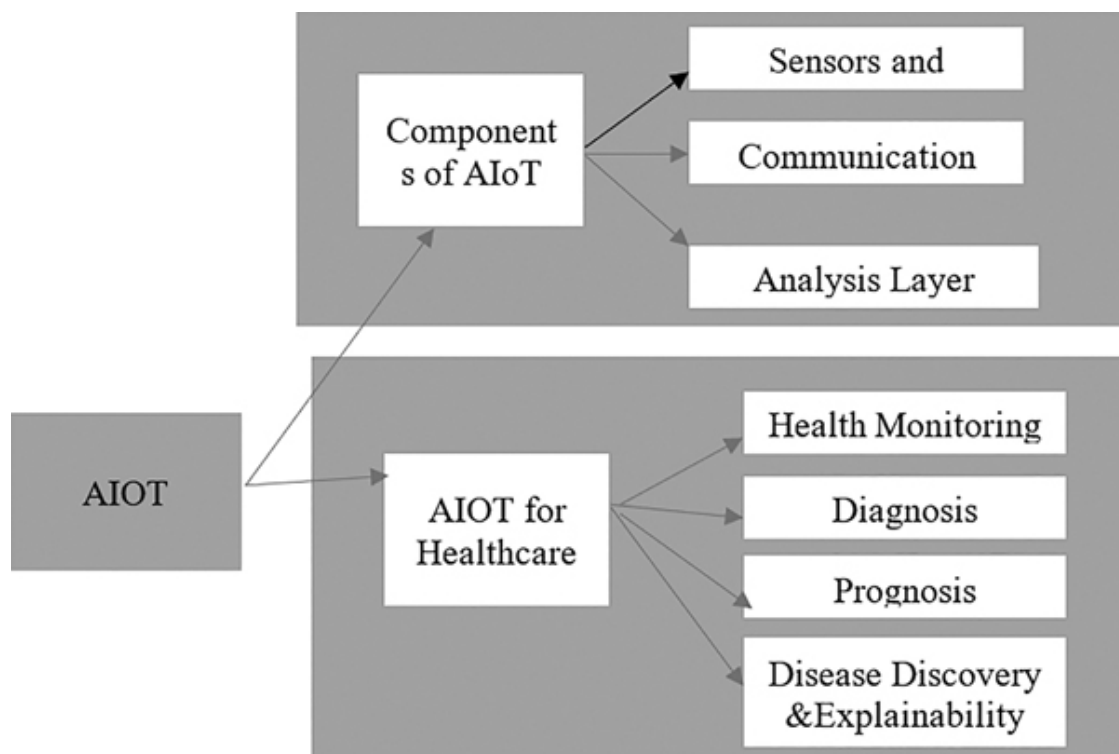 Sensors and
Component
s of AIoT
Communication
Analysis Layer
AIOT
Health Monitoring
AIOT for
Healthcare
Diagnosis
Prognosis
Disease Discovery
&Explainability